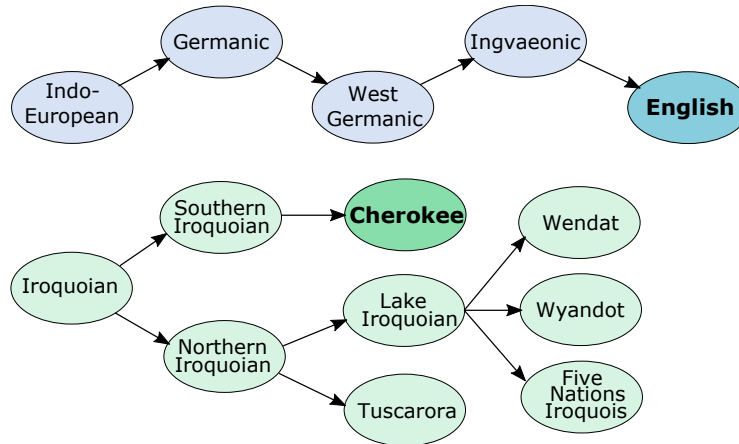 Germanic
Ingvaeonic
Indo-
European
West
Germanic
English
Southern
Iroquoian
Cherokee
Wendat
Iroquoian
Lake
Iroquoian
Wyandot
Northern
Iroquoian
Tuscarora
Five
Nations
Iroquois